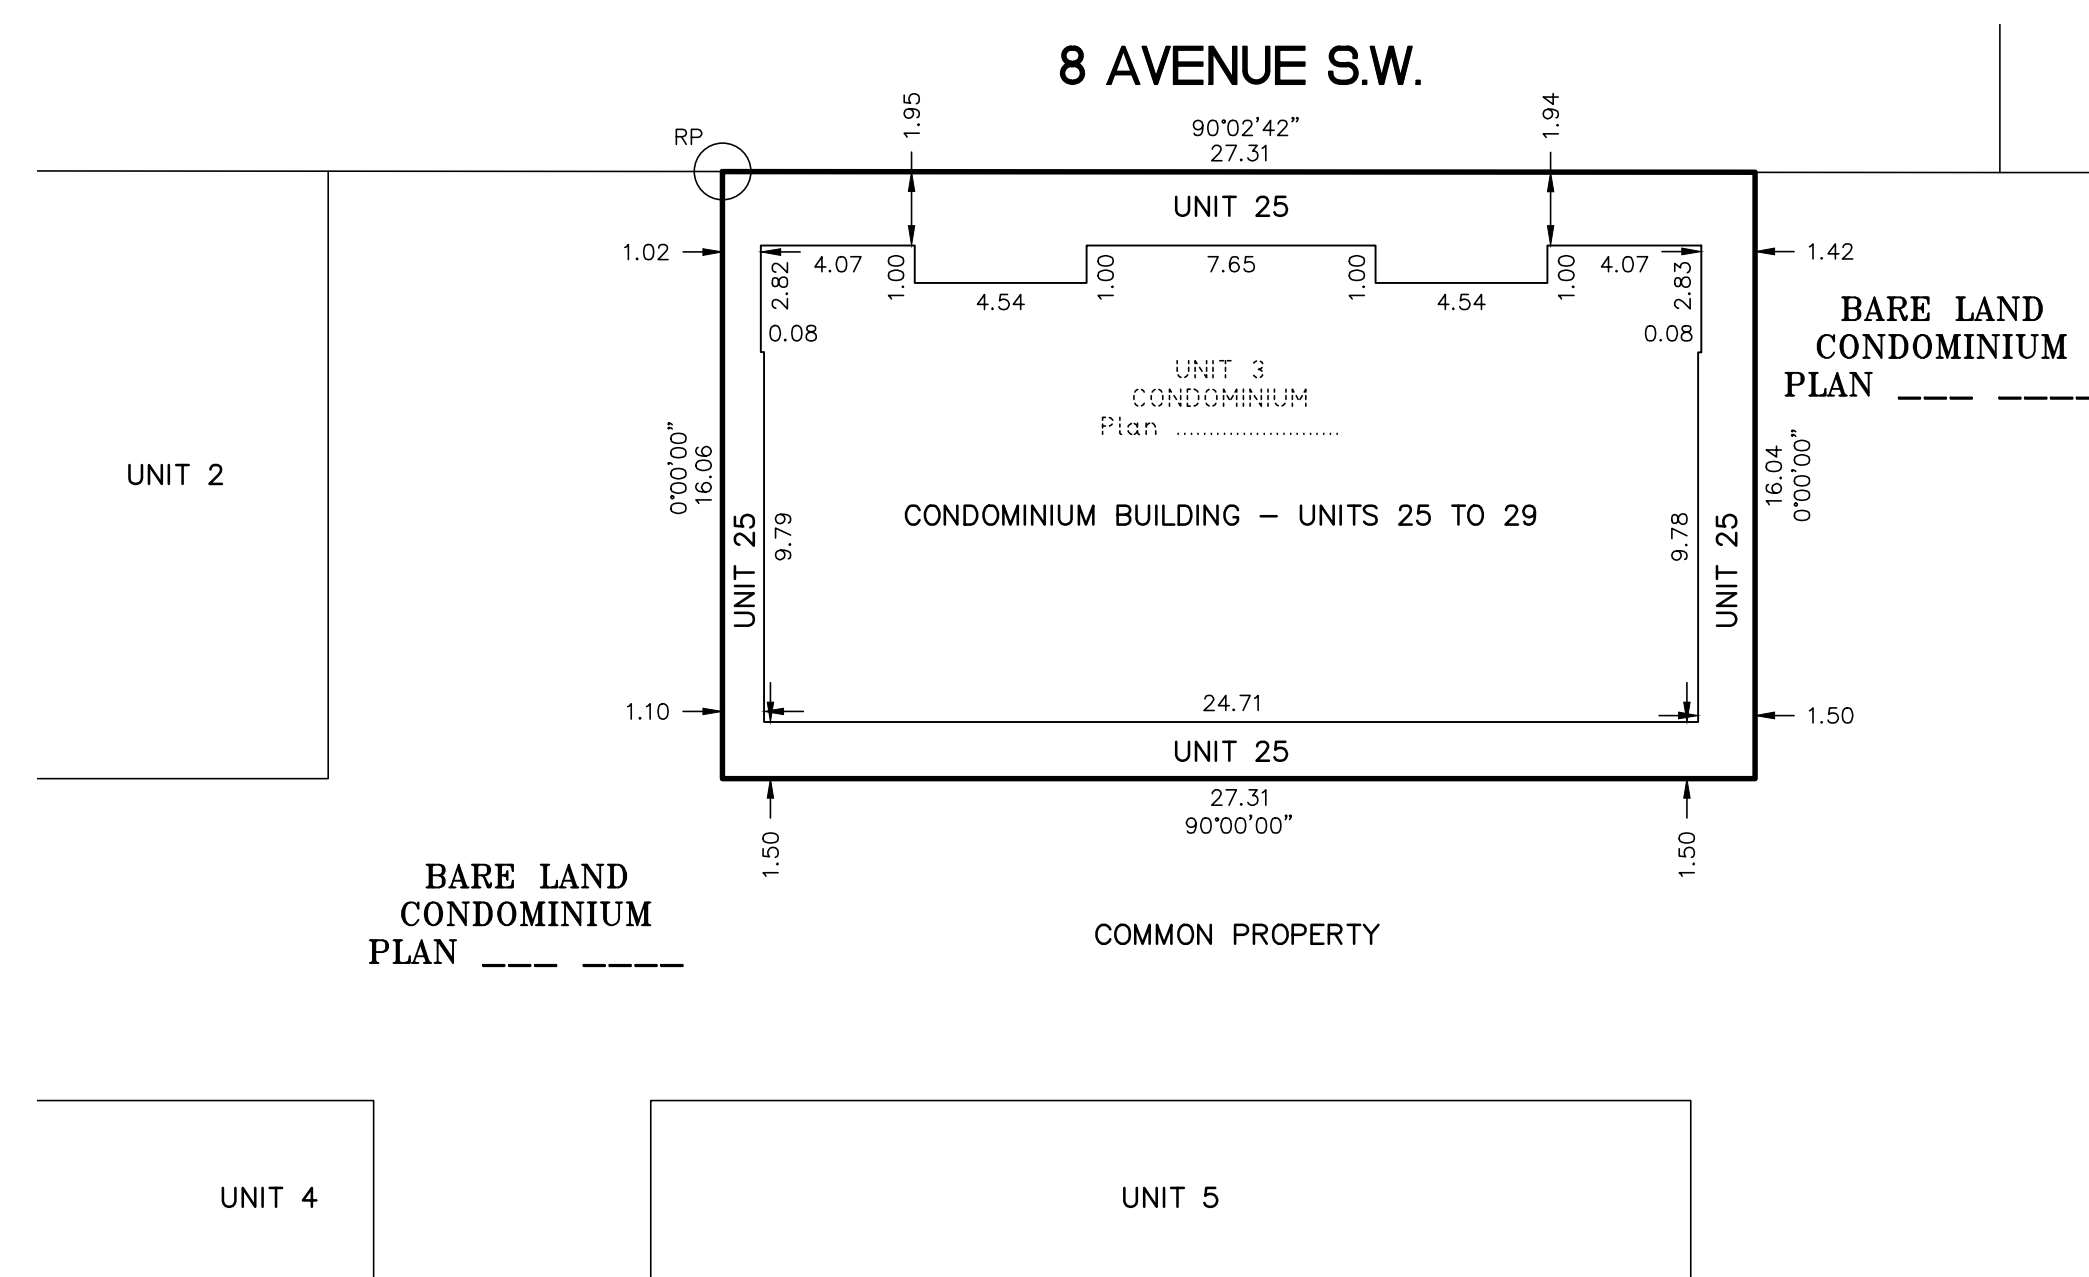 8 AVENUE S.W.
1.95
90°02'42"
1.94
27.31
RP
UNIT 25
1.02
1.42
4.07
1.00
1.00
7.65
1.00
1.00
4.07
2.82
2.83
4.54
4.54
0.08
0.08
BARE LAND
CONDOMINIUM
PLAN ___ ____
UNIT 3
CONDOMINIUM
Plan .........................
0°00'00"
16.06
16.04
0°00'00"
UNIT 2
CONDOMINIUM BUILDING – UNITS 25 TO 29
UNIT 25
9.79
9.78
UNIT 25
24.71
1.10
1.50
UNIT 25
27.31
90°00'00"
1.50
1.50
BARE LAND
CONDOMINIUM
PLAN ___ ____
COMMON PROPERTY
UNIT 4
UNIT 5